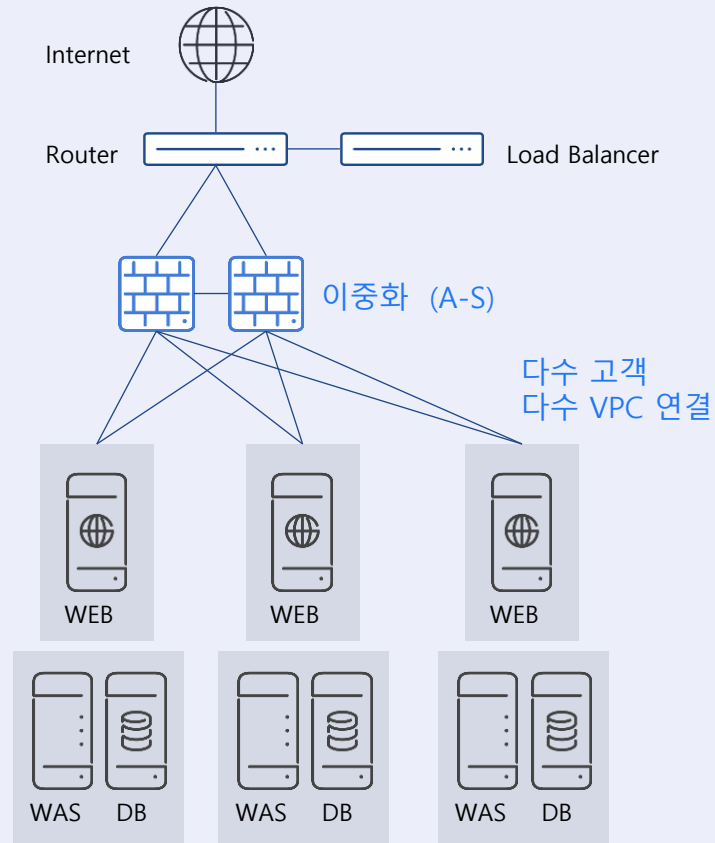 Internet
Router
Load Balancer
이중화 (A-S)
다수 고객
다수 VPC 연결
WEB
WEB
WEB
WAS DB
WAS DB
WAS DB